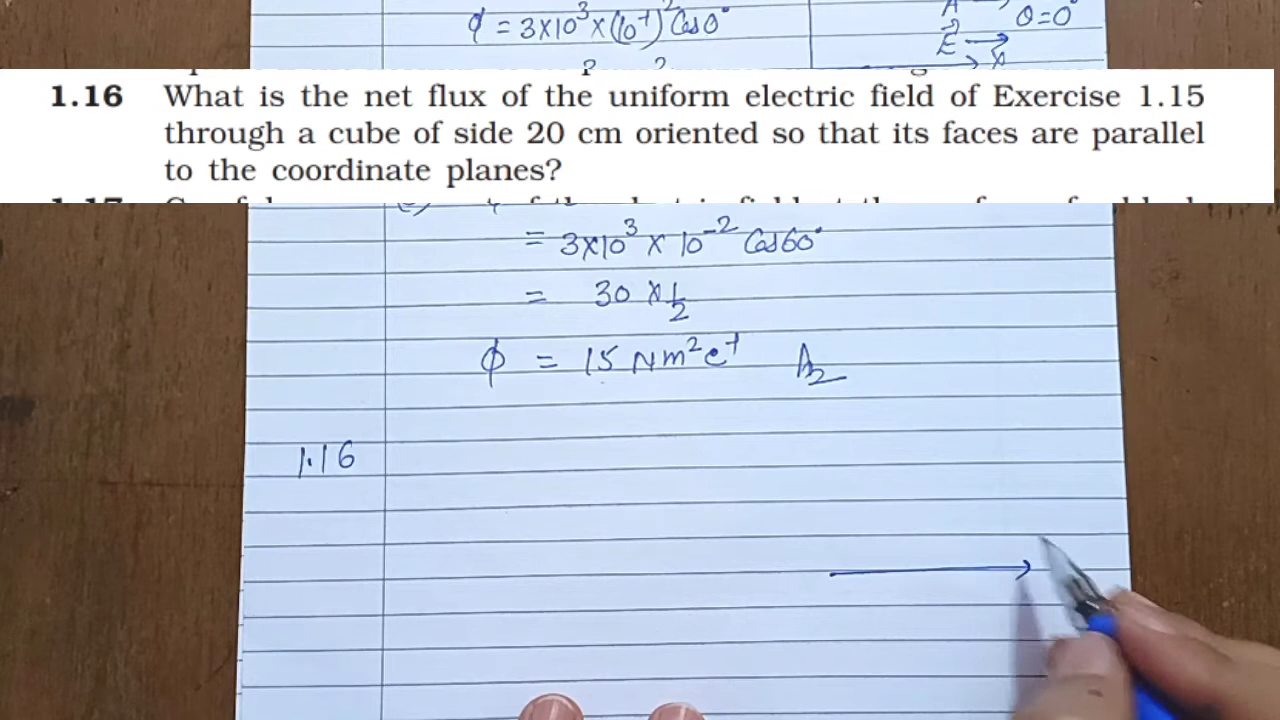 ϕ = 3×10³ × (10⁻¹)² Cos0°
θ=0°
E
x
1.16 What is the net flux of the uniform electric field of Exercise 1.15
through a cube of side 20 cm oriented so that its faces are parallel
to the coordinate planes?
= 3×10³ × 10⁻² Cos60°
= 30 × 1/2
ϕ = 15 Nm²c⁻¹
1.16